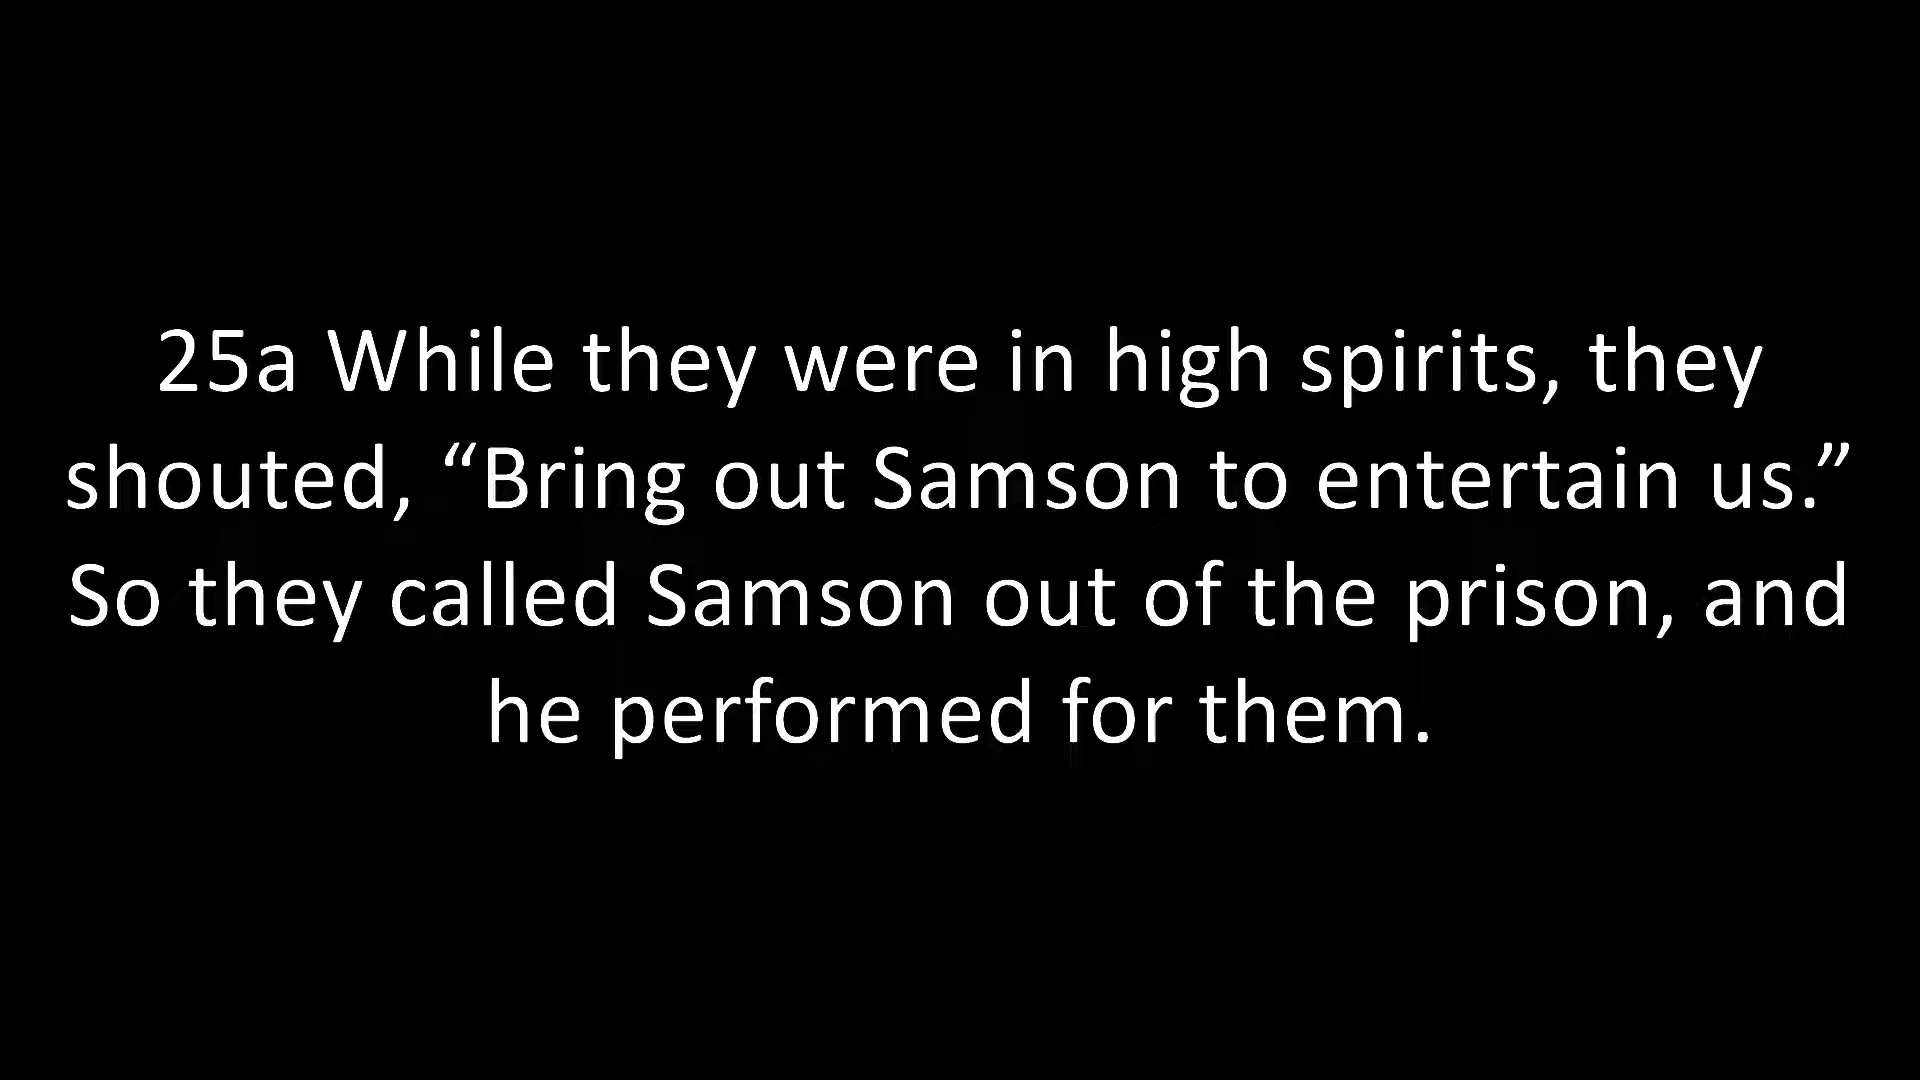 25a While they were in high spirits, they
shouted, “Bring out Samson to entertain us.”
So they called Samson out of the prison, and
he performed for them.